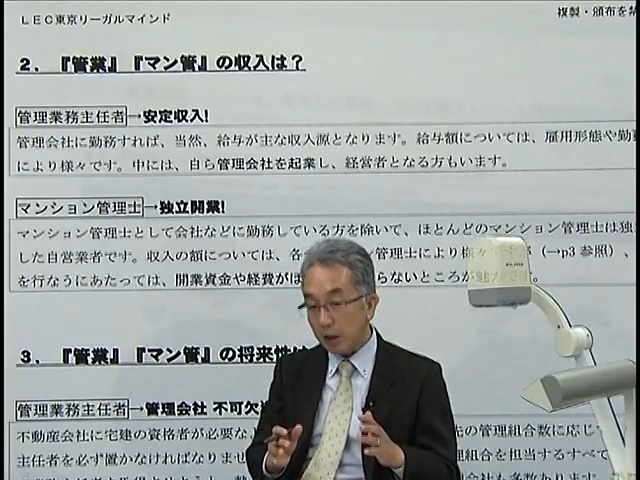 LEC東京リーガルマインド
複製・頒布を禁
2.『管業』『マン管』の収入は？
管理業務主任者→安定収入!
管理会社に勤務すれば、当然、給与が主な収入源となります。給与額については、雇用形態や勤
により様々です。中には、自ら管理会社を起業し、経営者となる方もいます。
マンション管理士→独立開業!
マンション管理士として会社などに勤務している方を除いて、ほとんどのマンション管理士は独
した自営業者です。収入の額については、各 管理士により様々 （→p3 参照）、
を行なうにあたっては、開業資金や経費がほ らないところが魅
3.『管業』『マン管』の将来性
管理業務主任者→管理会社 不可欠
不動産会社に宅建の資格者が必要な 先の管理組合数に応じ
主任者を必ず置かなければなりませ 理組合を担当するすべて